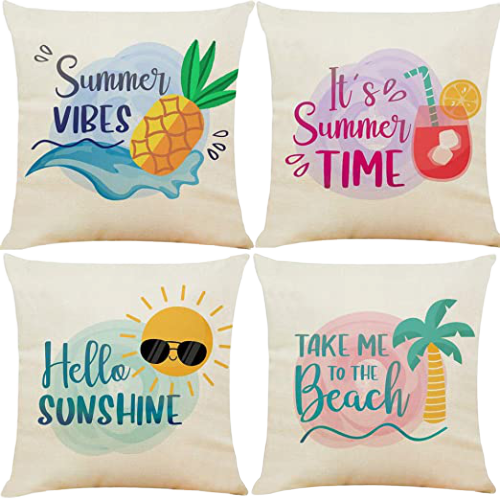 Summer
VIBES
It's
Summer
TIME
Hello
SUNSHINE
TAKE ME
TO THE
Beach